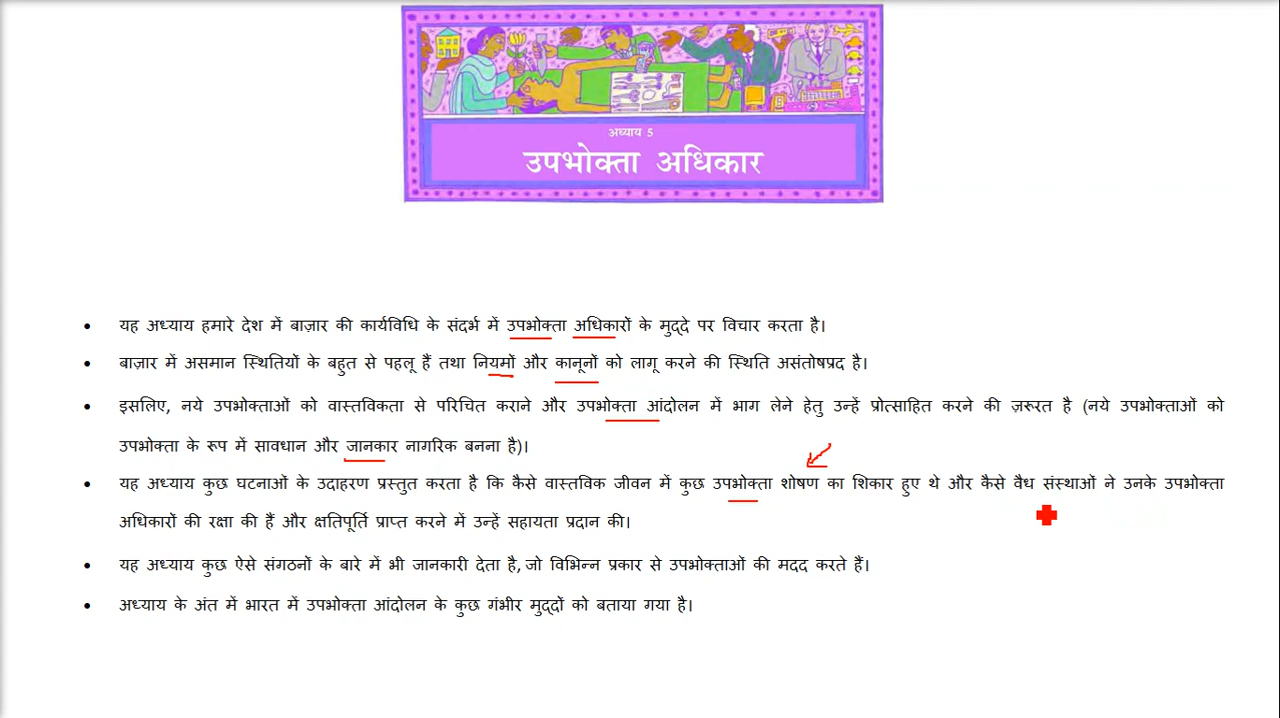 अध्याय 5
उपभोक्ता अधिकार
• यह अध्याय हमारे देश में बाज़ार की कार्यविधि के संदर्भ में उपभोक्ता अधिकारों के मुद्दे पर विचार करता है।
• बाज़ार में असमान स्थितियों के बहुत से पहलू हैं तथा नियमों और कानूनों को लागू करने की स्थिति असंतोषप्रद है।
• इसलिए, नये उपभोक्ताओं को वास्तविकता से परिचित कराने और उपभोक्ता आंदोलन में भाग लेने हेतु उन्हें प्रोत्साहित करने की ज़रूरत है (नये उपभोक्ताओं को
उपभोक्ता के रूप में सावधान और जानकार नागरिक बनना है)।
• यह अध्याय कुछ घटनाओं के उदाहरण प्रस्तुत करता है कि कैसे वास्तविक जीवन में कुछ उपभोक्ता शोषण का शिकार हुए थे और कैसे वैध संस्थाओं ने उनके उपभोक्ता
अधिकारों की रक्षा की हैं और क्षतिपूर्ति प्राप्त करने में उन्हें सहायता प्रदान की।
• यह अध्याय कुछ ऐसे संगठनों के बारे में भी जानकारी देता है, जो विभिन्न प्रकार से उपभोक्ताओं की मदद करते हैं।
• अध्याय के अंत में भारत में उपभोक्ता आंदोलन के कुछ गंभीर मुद्दों को बताया गया है।